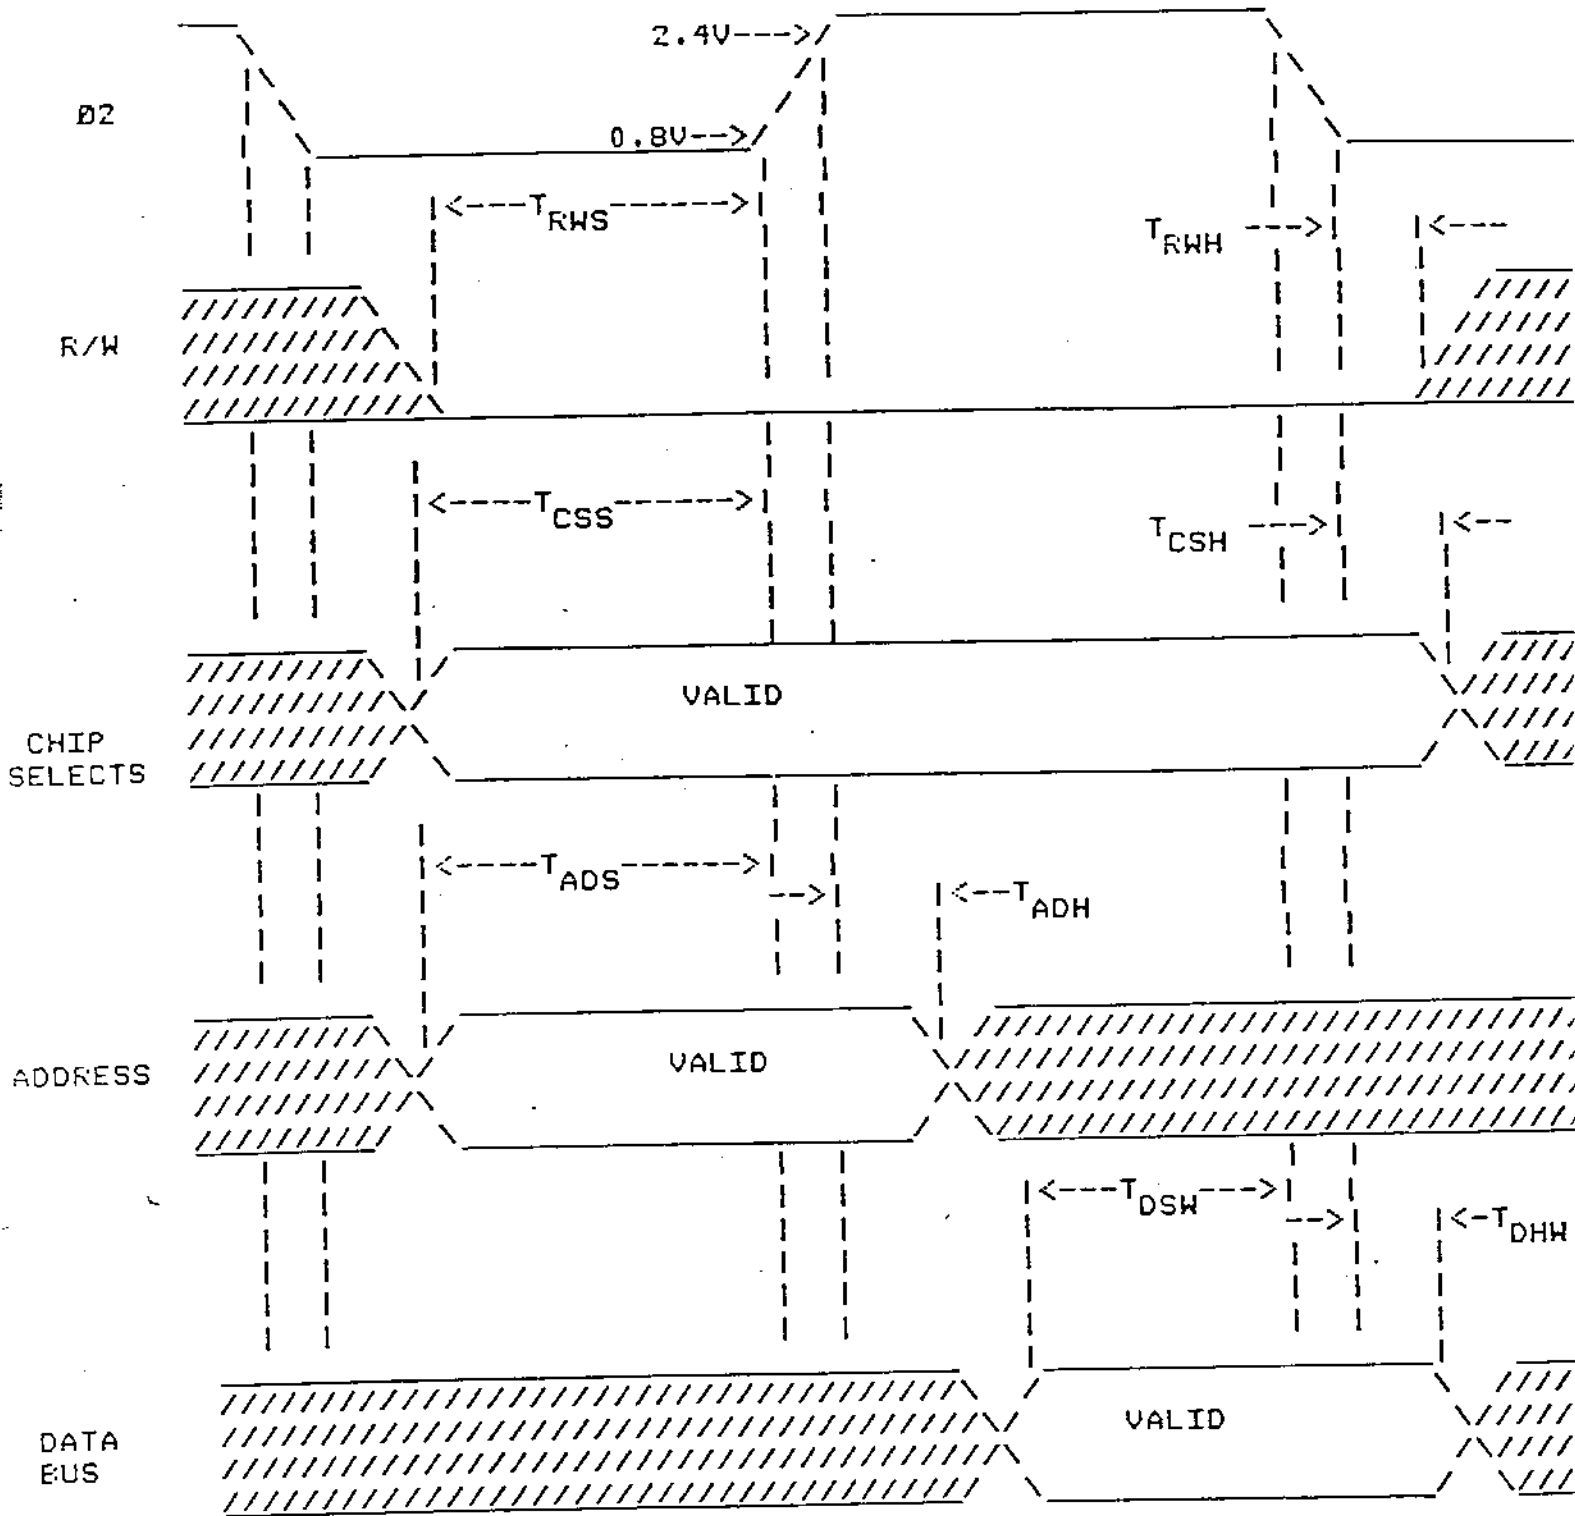 2.4V--->
Ø2
0.8V-->
<---TRWS------>
TRWH --->
<---
R/W
<----TCSS------>
TCSH --->
<--
VALID
CHIP
SELECTS
<----TADS------>
-->
<--TADH
VALID
ADDRESS
<---TDSW--->
-->
<-TDHW
VALID
DATA
BUS